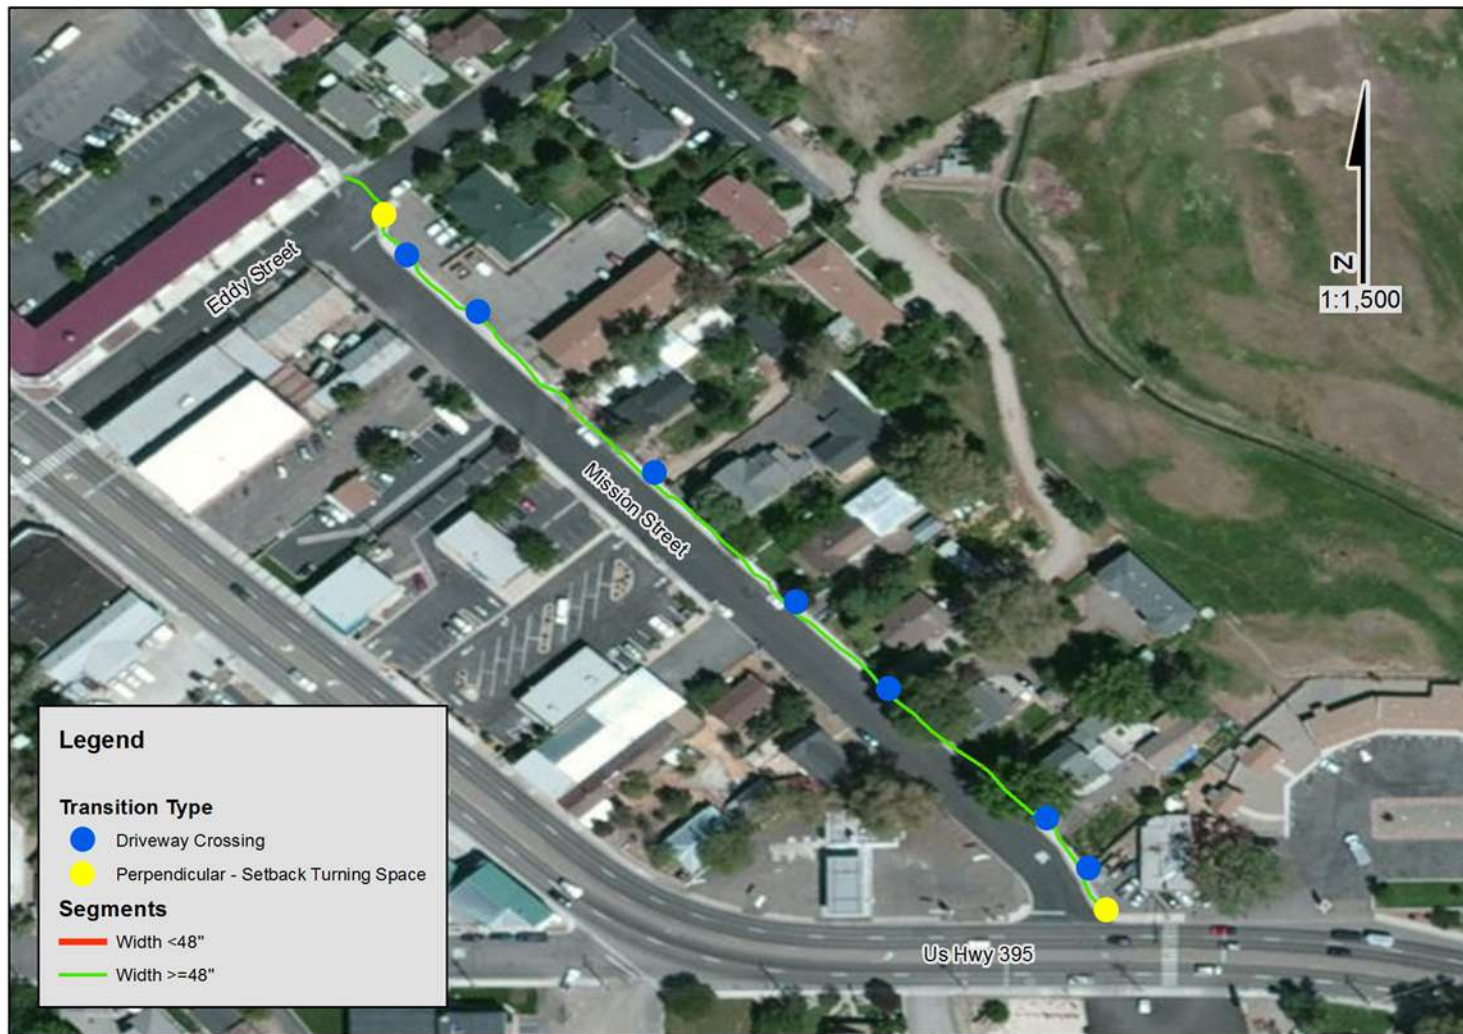 Eddy Street
Mission Street
Us Hwy 395
N
1:1,500
Legend
Transition Type
Driveway Crossing
Perpendicular - Setback Turning Space
Segments
Width <48"
Width >=48"